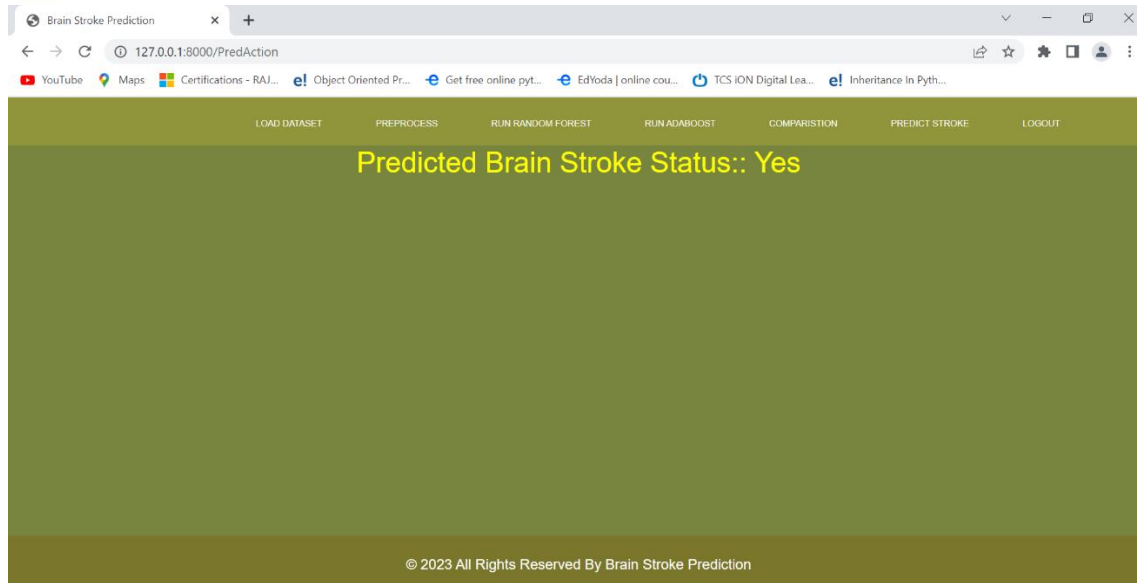 Brain Stroke Prediction
127.0.0.1:8000/PredAction
YouTube Maps Certifications - RAJ... Object Oriented Pr... Get free online pyt... EdYoda | online cou... TCS iON Digital Lea... Inheritance In Pyth...
LOAD DATASET PREPROCESS RUN RANDOM FOREST RUN ADABOOST COMPARISTION PREDICT STROKE LOGOUT
Predicted Brain Stroke Status:: Yes
© 2023 All Rights Reserved By Brain Stroke Prediction